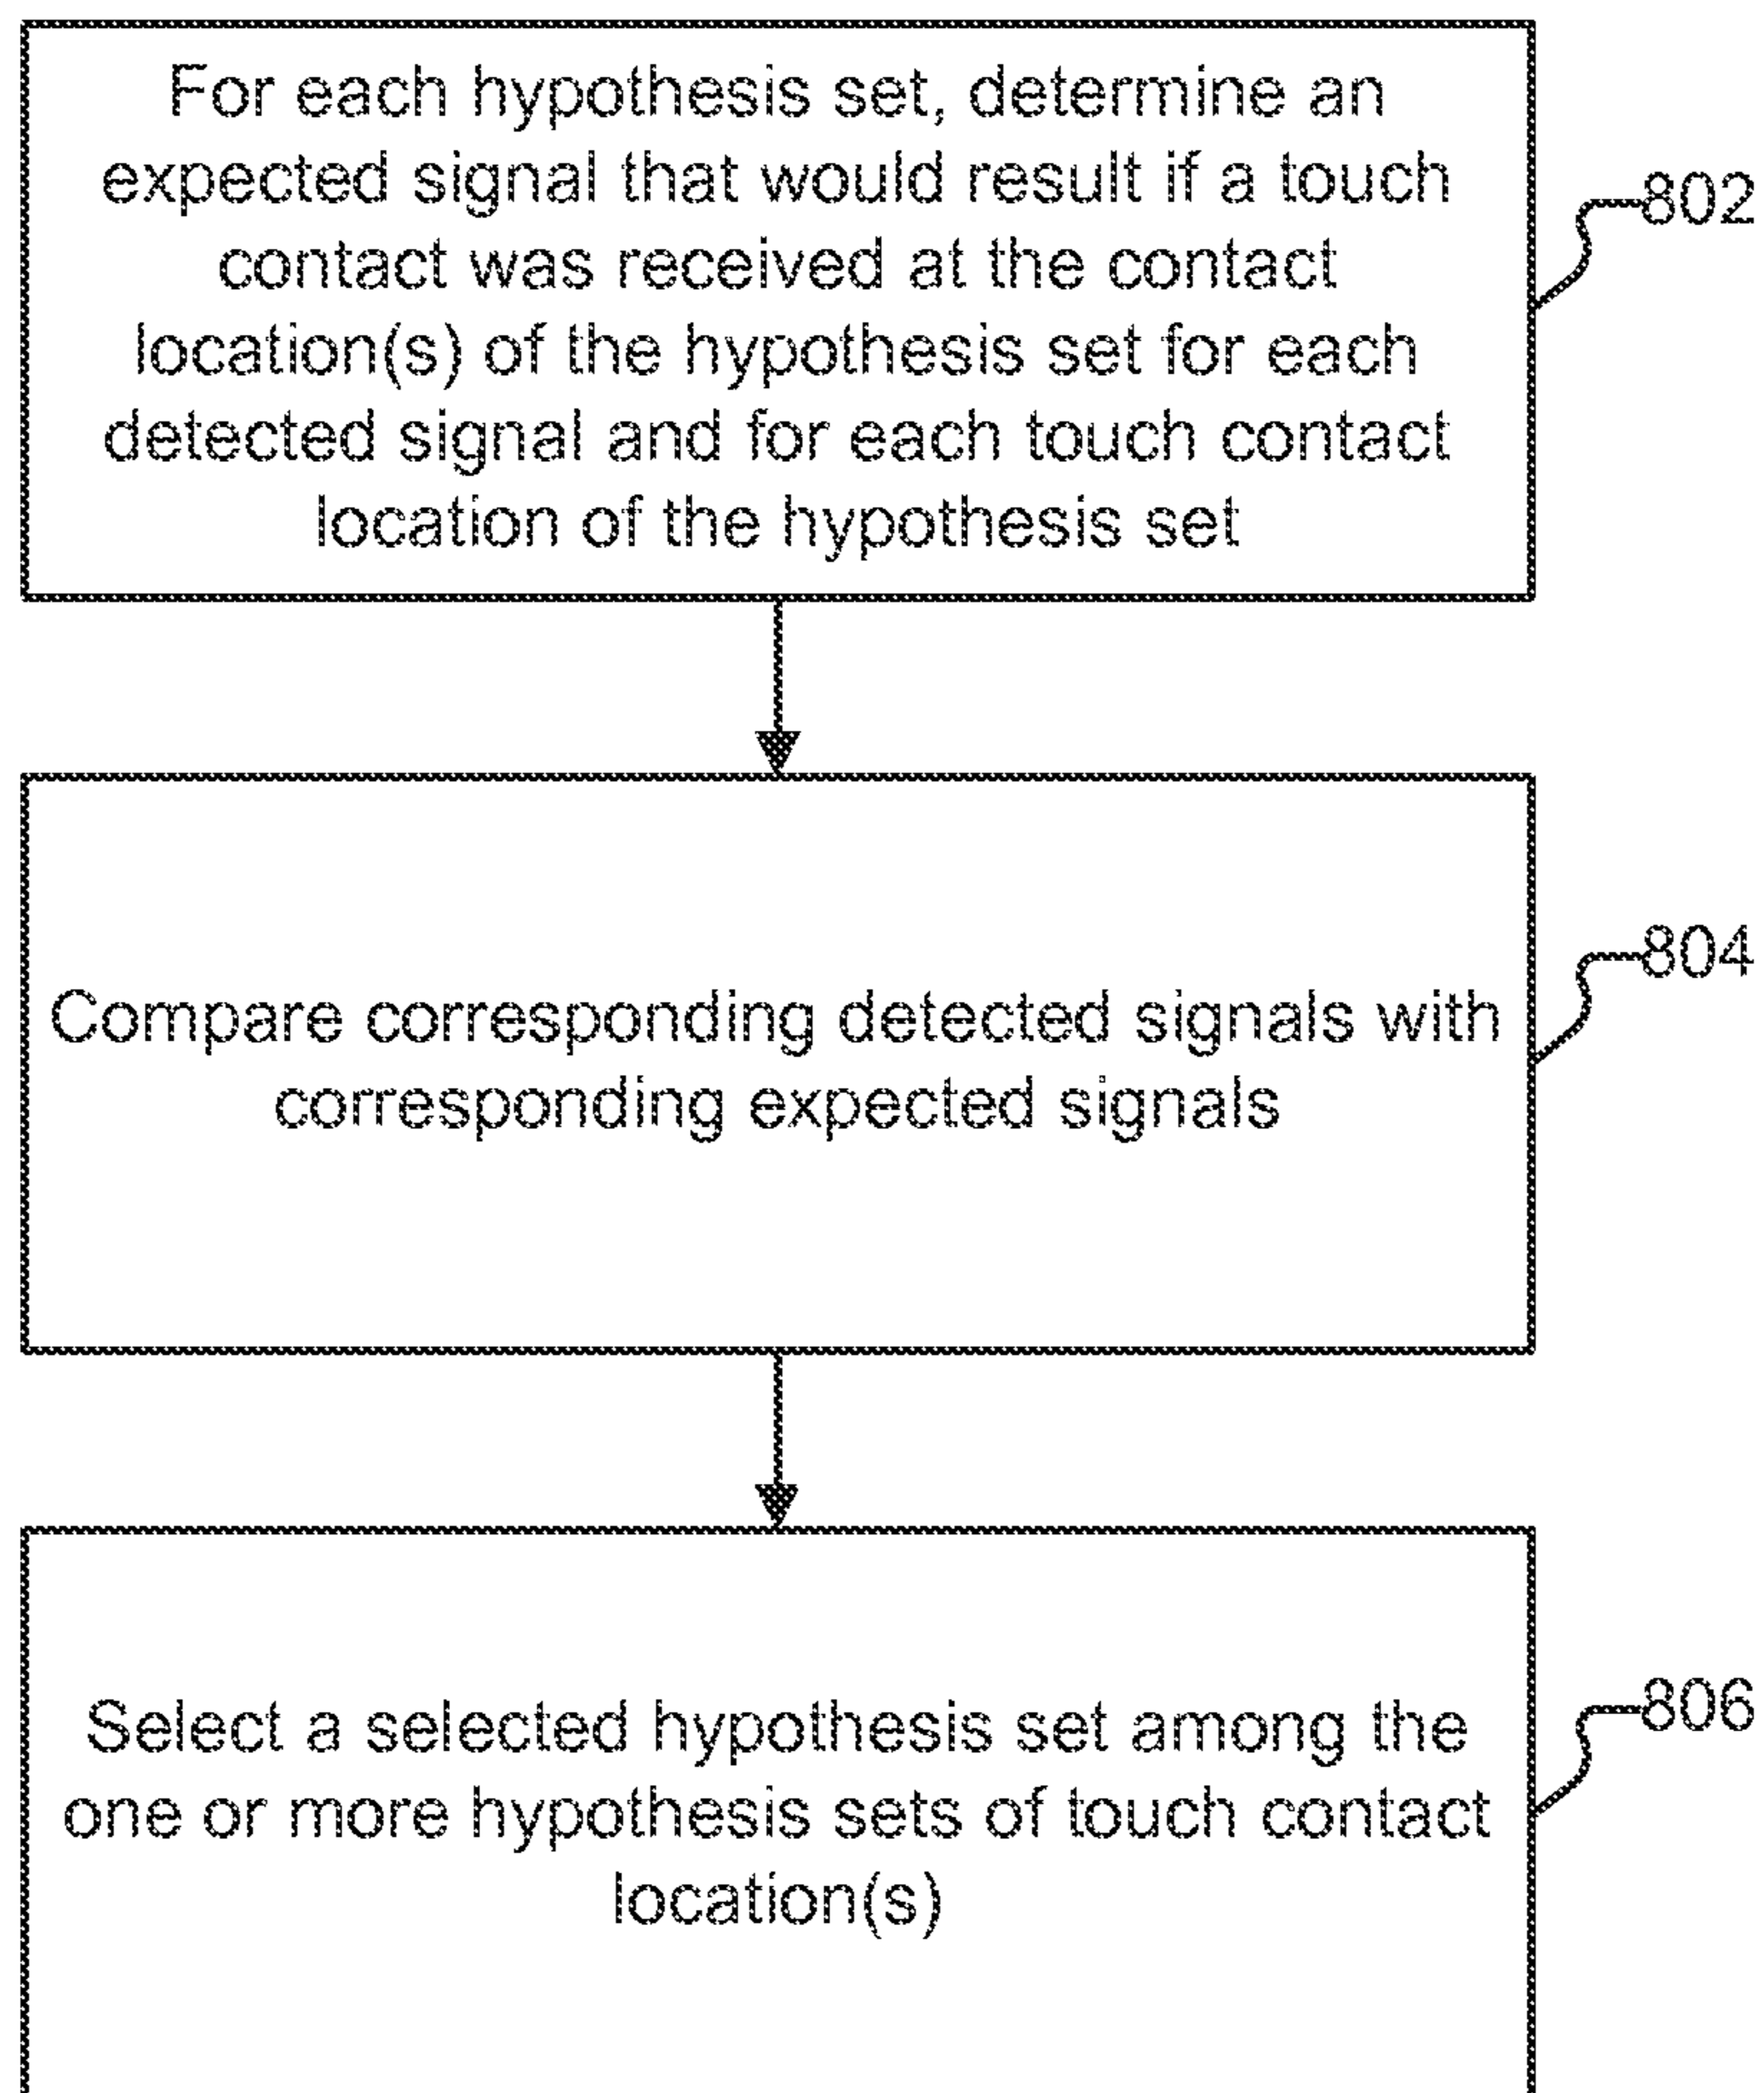 For each hypothesis set, determine an
expected signal that would result if a touch
contact was received at the contact
location(s) of the hypothesis set for each
detected signal and for each touch contact
location of the hypothesis set
802
Compare corresponding detected signals with
corresponding expected signals
804
Select a selected hypothesis set among the
one or more hypothesis sets of touch contact
location(s)
806